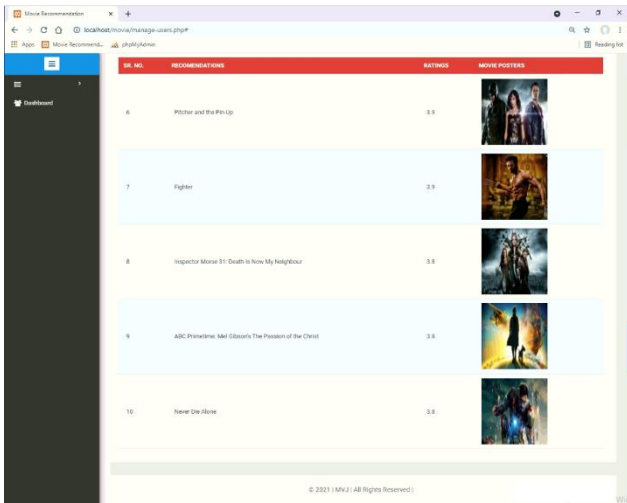 Movie Recommendation
localhost/movie/manage-users.php#
Apps Movie Recommend... phpMyAdmin Reading list
SR. NO. RECOMENDATIONS RATINGS MOVIE POSTERS
Dashboard
6 Pitcher and the Pin-Up 3.9
7 Fighter 3.9
8 Inspector Morse 31: Death is Now My Neighbour 3.8
9 ABC Primetime: Mel Gibson's The Passion of the Christ 3.8
10 Never Die Alone 3.8
© 2021 | MVJ | All Rights Reserved |